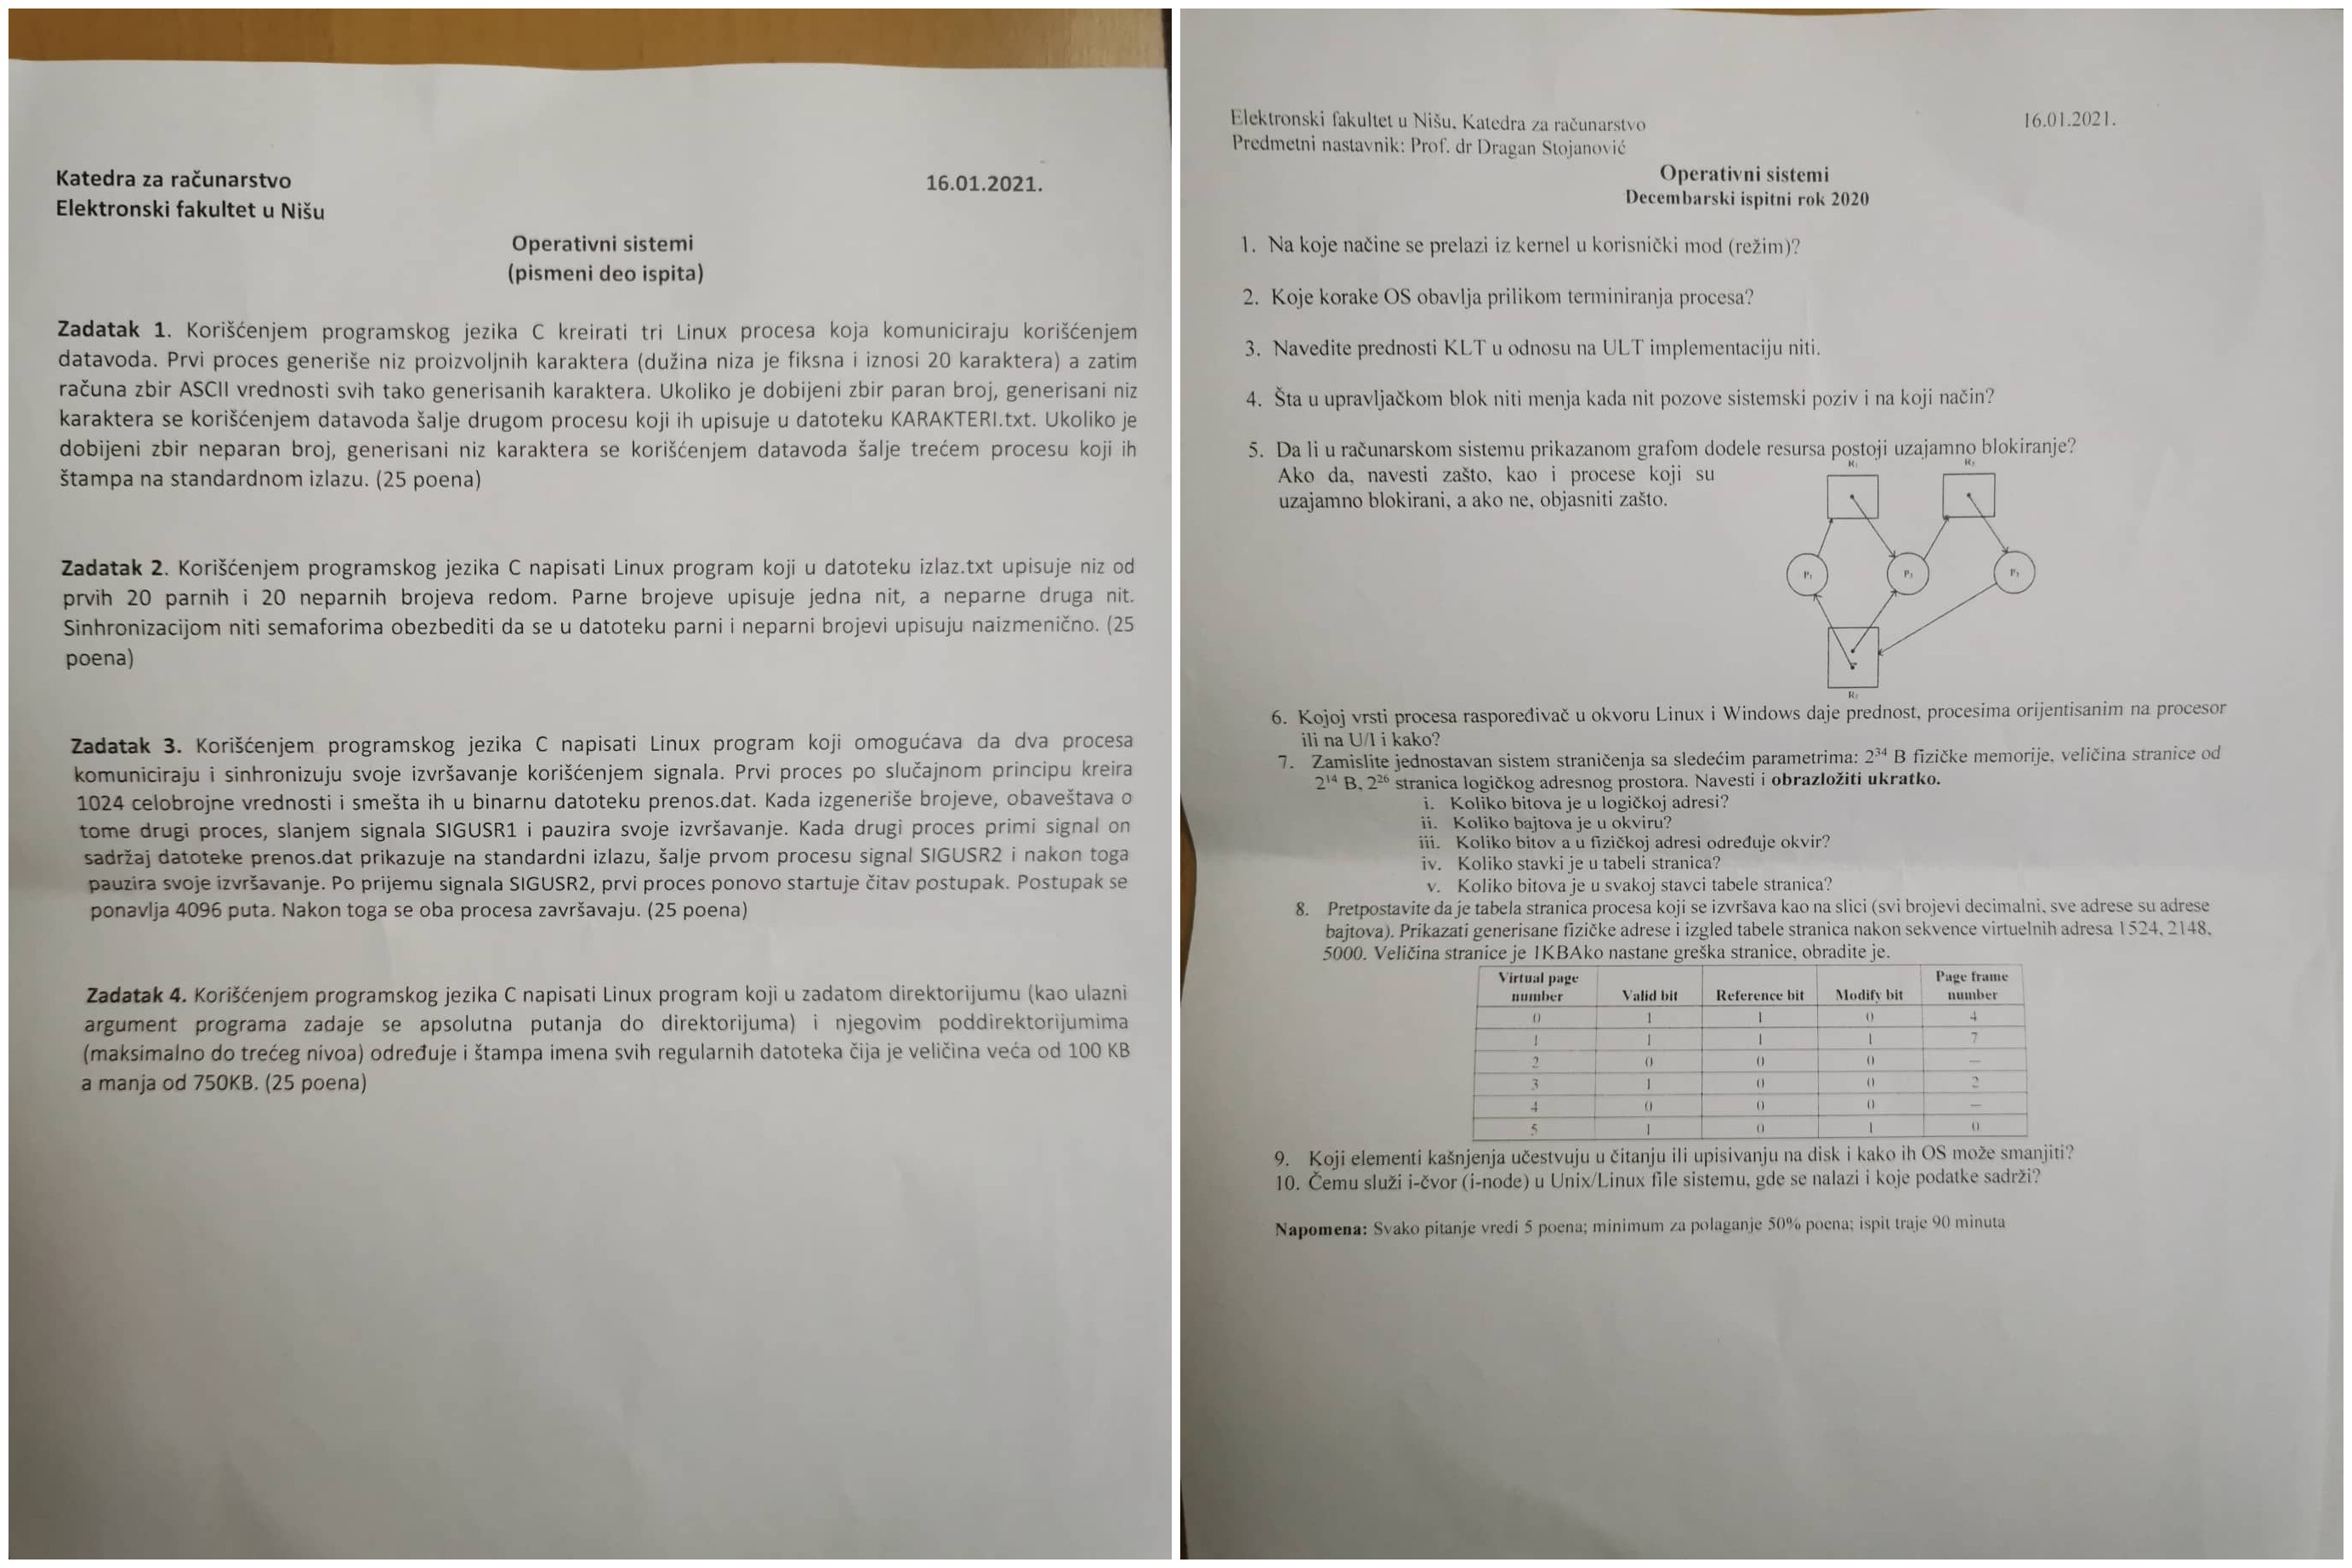 Katedra za računarstvo
16.01.2021.
Elektronski fakultet u Nišu
Operativni sistemi
(pismeni deo ispita)
Zadatak 1. Korišćenjem programskog jezika C kreirati tri Linux procesa koja komuniciraju korišćenjem
datavoda. Prvi proces generiše niz proizvoljnih karaktera (dužina niza je fiksna i iznosi 20 karaktera) a zatim
računa zbir ASCII vrednosti svih tako generisanih karaktera. Ukoliko je dobijeni zbir paran broj, generisani niz
karaktera se korišćenjem datavoda šalje drugom procesu koji ih upisuje u datoteku KARAKTERI.txt. Ukoliko je
dobijeni zbir neparan broj, generisani niz karaktera se korišćenjem datavoda šalje trećem procesu koji ih
štampa na standardnom izlazu. (25 poena)
Zadatak 2. Korišćenjem programskog jezika C napisati Linux program koji u datoteku izlaz.txt upisuje niz od
prvih 20 parnih i 20 neparnih brojeva redom. Parne brojeve upisuje jedna nit, a neparne druga nit.
Sinhronizacijom niti semaforima obezbediti da se u datoteku parni i neparni brojevi upisuju naizmenično. (25
poena)
Zadatak 3. Korišćenjem programskog jezika C napisati Linux program koji omogućava da dva procesa
komuniciraju i sinhronizuju svoje izvršavanje korišćenjem signala. Prvi proces po slučajnom principu kreira
1024 celobrojne vrednosti i smešta ih u binarnu datoteku prenos.dat. Kada izgeneriše brojeve, obaveštava o
tome drugi proces, slanjem signala SIGUSR1 i pauzira svoje izvršavanje. Kada drugi proces primi signal on
sadržaj datoteke prenos.dat prikazuje na standardni izlazu, šalje prvom procesu signal SIGUSR2 i nakon toga
pauzira svoje izvršavanje. Po prijemu signala SIGUSR2, prvi proces ponovo startuje čitav postupak. Postupak se
ponavlja 4096 puta. Nakon toga se oba procesa završavaju. (25 poena)
Zadatak 4. Korišćenjem programskog jezika C napisati Linux program koji u zadatom direktorijumu (kao ulazni
argument programa zadaje se apsolutna putanja do direktorijuma) i njegovim poddirektorijumima
(maksimalno do trećeg nivoa) određuje i štampa imena svih regularnih datoteka čija je veličina veća od 100 KB
a manja od 750KB. (25 poena)
Elektronski fakultet u Nišu, Katedra za računarstvo
16.01.2021.
Predmetni nastavnik: Prof. dr Dragan Stojanović
Operativni sistemi
Decembarski ispitni rok 2020
1. Na koje načine se prelazi iz kernel u korisnički mod (režim)?
2. Koje korake OS obavlja prilikom terminiranja procesa?
3. Navedite prednosti KLT u odnosu na ULT implementaciju niti.
4. Šta u upravljačkom blok niti menja kada nit pozove sistemski poziv i na koji način?
5. Da li u računarskom sistemu prikazanom grafom dodele resursa postoji uzajamno blokiranje?
Ako da, navesti zašto, kao i procese koji su
uzajamno blokirani, a ako ne, objasniti zašto.
6. Kojoj vrsti procesa raspoređivač u okvoru Linux i Windows daje prednost, procesima orijentisanim na procesor
ili na U/I i kako?
7. Zamislite jednostavan sistem straničenja sa sledećim parametrima: 2³⁴ B fizičke memorije, veličina stranice od
2¹⁴ B, 2²⁶ stranica logičkog adresnog prostora. Navesti i obrazložiti ukratko.
i. Koliko bitova je u logičkoj adresi?
ii. Koliko bajtova je u okviru?
iii. Koliko bitov a u fizičkoj adresi određuje okvir?
iv. Koliko stavki je u tabeli stranica?
v. Koliko bitova je u svakoj stavci tabele stranica?
8. Pretpostavite da je tabela stranica procesa koji se izvršava kao na slici (svi brojevi decimalni, sve adrese su adrese
bajtova). Prikazati generisane fizičke adrese i izgled tabele stranica nakon sekvence virtuelnih adresa 1524, 2148,
5000. Veličina stranice je 1KBAko nastane greška stranice, obradite je.
Virtual page number Valid bit Reference bit Modify bit Page frame number
0 1 1 0 4
1 1 1 1 7
2 0 0 0 —
3 1 0 0 2
4 0 0 0 —
5 1 0 1 0
9. Koji elementi kašnjenja učestvuju u čitanju ili upisivanju na disk i kako ih OS može smanjiti?
10. Čemu služi i-čvor (i-node) u Unix/Linux file sistemu, gde se nalazi i koje podatke sadrži?
Napomena: Svako pitanje vredi 5 poena; minimum za polaganje 50% poena; ispit traje 90 minuta